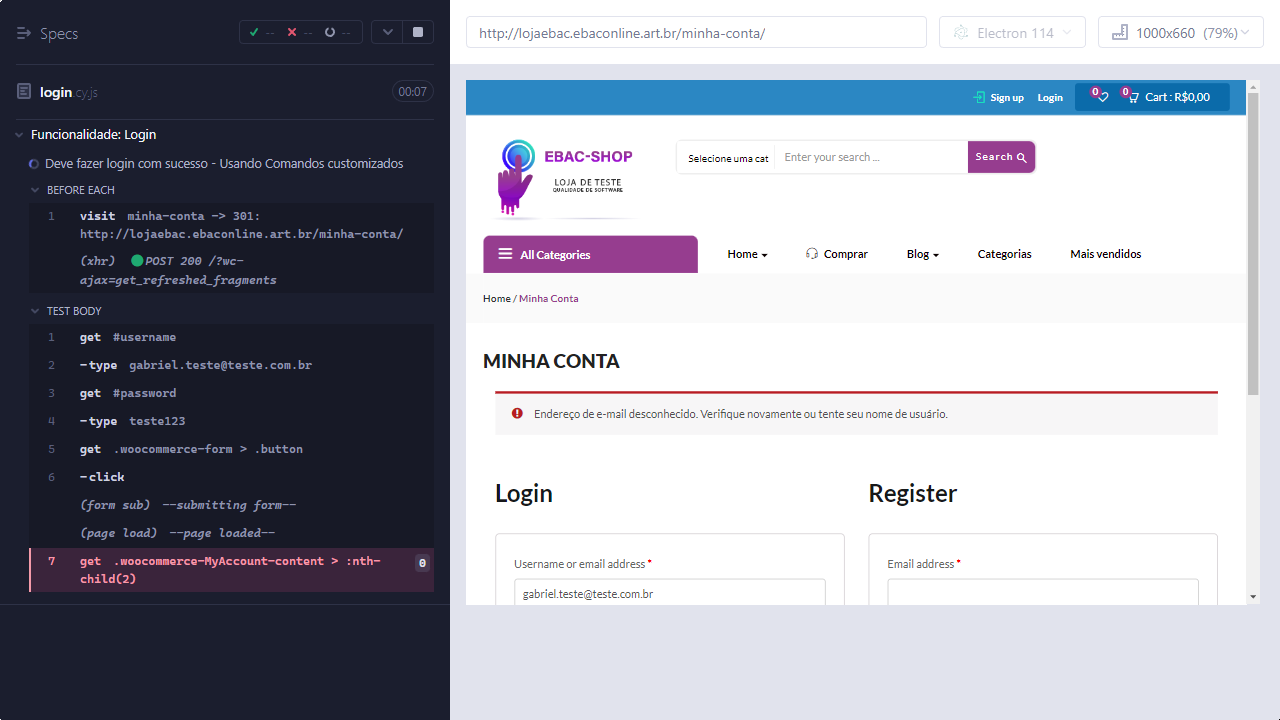 Specs
-- -- --
login.cy.js
00:07
Funcionalidade: Login
Deve fazer login com sucesso - Usando Comandos customizados
BEFORE EACH
1 visit minha-conta -> 301:
http://lojaebac.ebaconline.art.br/minha-conta/
(xhr) POST 200 /?wc-
ajax=get_refreshed_fragments
TEST BODY
1 get #username
2 -type gabriel.teste@teste.com.br
3 get #password
4 -type teste123
5 get .woocommerce-form > .button
6 -click
(form sub) --submitting form--
(page load) --page loaded--
7 get .woocommerce-MyAccount-content > :nth-
child(2)
0
http://lojaebac.ebaconline.art.br/minha-conta/
Electron 114
1000x660 (79%)
Sign up Login 0 0 Cart : R$0,00
EBAC-SHOP
LOJA DE TESTE
QUALIDADE DE SOFTWARE
Selecione uma cat
Enter your search ...
Search
All Categories
Home
Comprar
Blog
Categorias
Mais vendidos
Home / Minha Conta
MINHA CONTA
Endereço de e-mail desconhecido. Verifique novamente ou tente seu nome de usuário.
Login
Register
Username or email address *
Email address *
gabriel.teste@teste.com.br